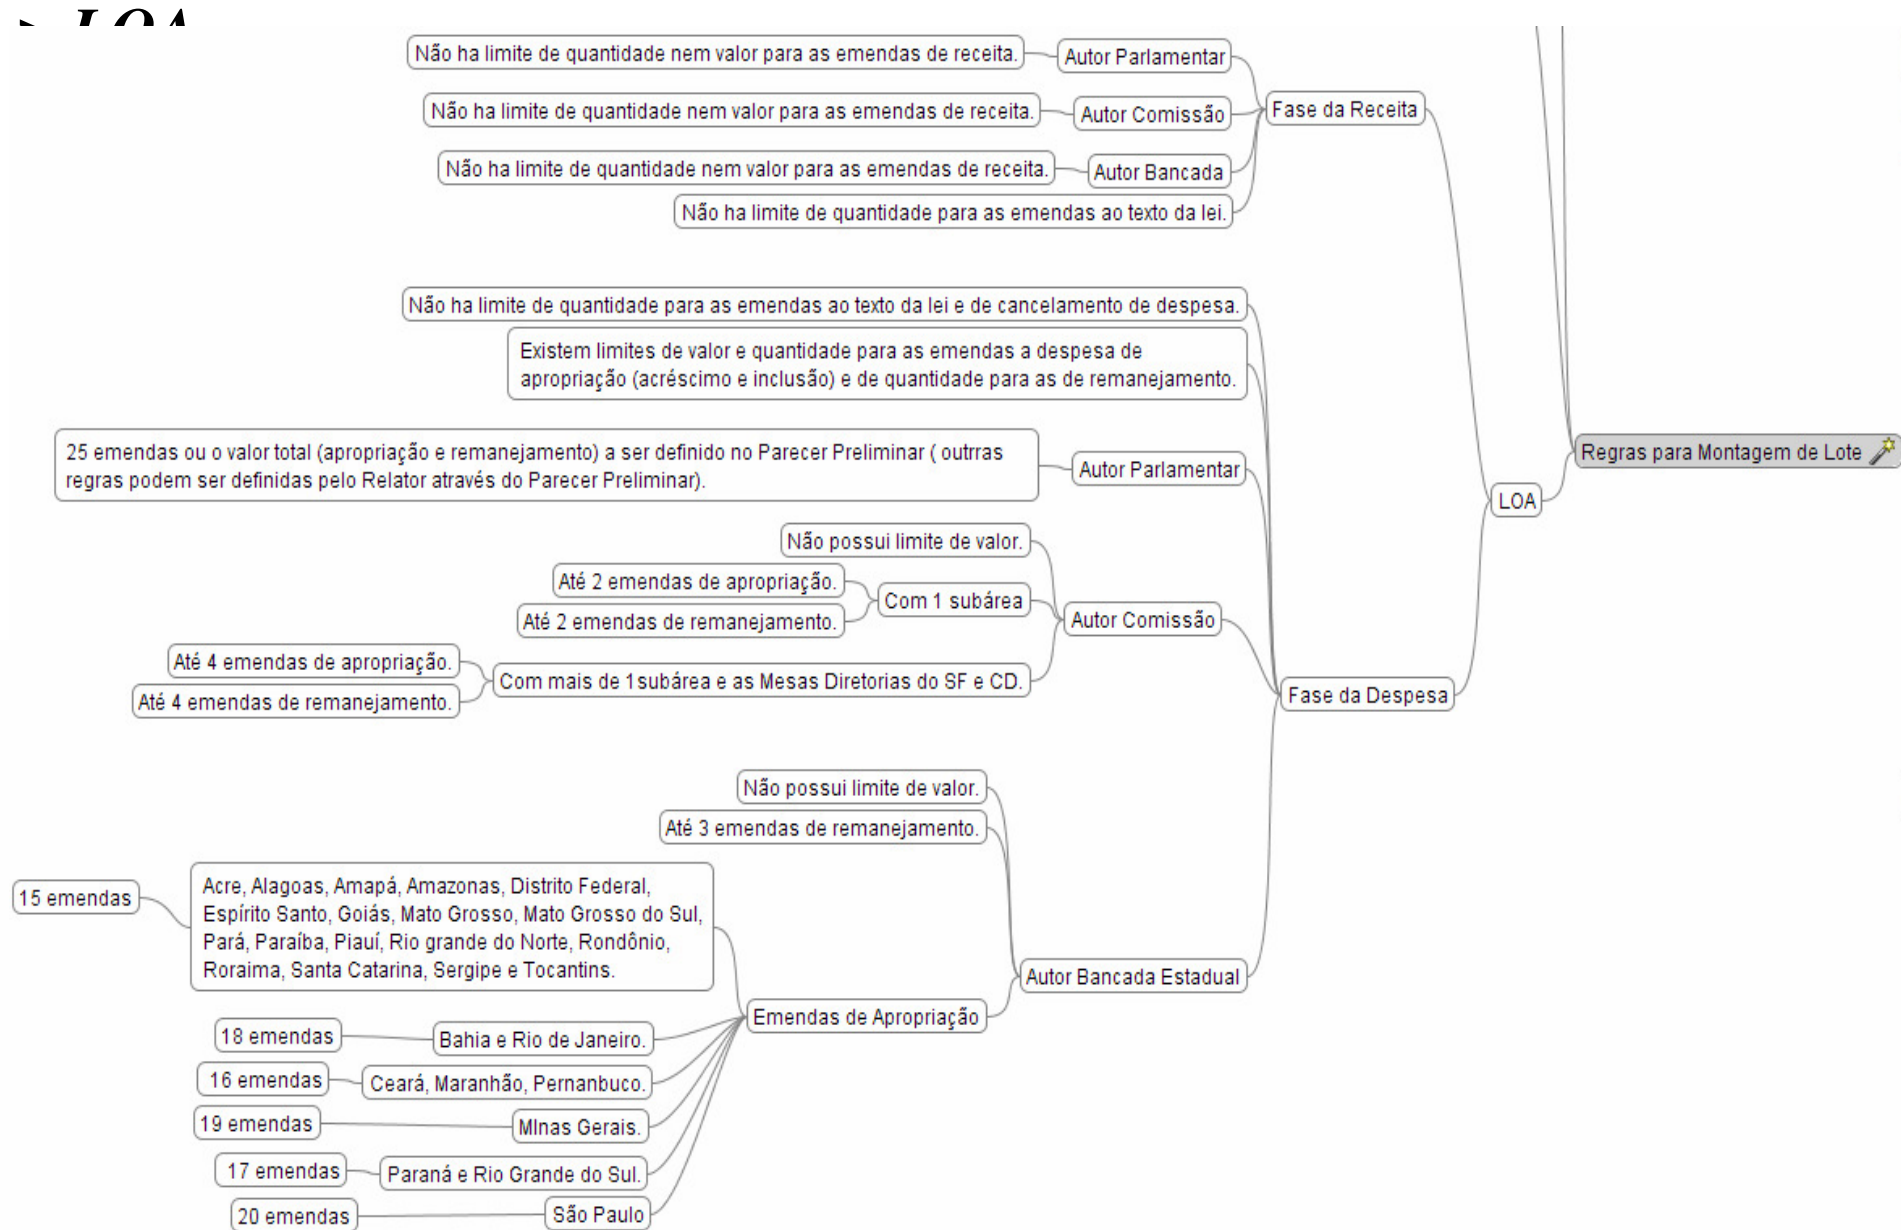 ➢ LOA
Não ha limite de quantidade nem valor para as emendas de receita.
Autor Parlamentar
Não ha limite de quantidade nem valor para as emendas de receita.
Autor Comissão
Fase da Receita
Não ha limite de quantidade nem valor para as emendas de receita.
Autor Bancada
Não ha limite de quantidade para as emendas ao texto da lei.
Não ha limite de quantidade para as emendas ao texto da lei e de cancelamento de despesa.
Existem limites de valor e quantidade para as emendas a despesa de
apropriação (acréscimo e inclusão) e de quantidade para as de remanejamento.
25 emendas ou o valor total (apropriação e remanejamento) a ser definido no Parecer Preliminar ( outrras
regras podem ser definidas pelo Relator através do Parecer Preliminar).
Autor Parlamentar
Regras para Montagem de Lote
LOA
Não possui limite de valor.
Até 2 emendas de apropriação.
Com 1 subárea
Até 2 emendas de remanejamento.
Autor Comissão
Até 4 emendas de apropriação.
Com mais de 1subárea e as Mesas Diretorias do SF e CD.
Até 4 emendas de remanejamento.
Fase da Despesa
Não possui limite de valor.
Até 3 emendas de remanejamento.
15 emendas
Acre, Alagoas, Amapá, Amazonas, Distrito Federal,
Espírito Santo, Goiás, Mato Grosso, Mato Grosso do Sul,
Pará, Paraíba, Piauí, Rio grande do Norte, Rondônio,
Roraima, Santa Catarina, Sergipe e Tocantins.
Autor Bancada Estadual
Emendas de Apropriação
18 emendas
Bahia e Rio de Janeiro.
16 emendas
Ceará, Maranhão, Pernanbuco.
19 emendas
MInas Gerais.
17 emendas
Paraná e Rio Grande do Sul.
20 emendas
São Paulo